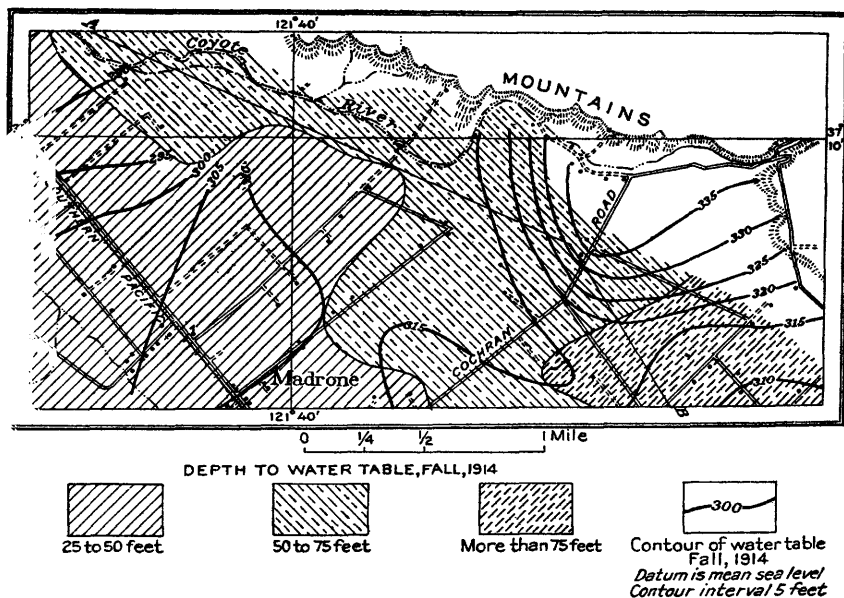 121°40'
A
Coyote
River
MOUNTAINS
37°
10'
295
300
305
310
335
330
325
320
315
310
ROAD
SOUTHERN
PACIFIC
315
COCHRAN
Madrone
B
121°40'
0 1/4 1/2 1 Mile
DEPTH TO WATER TABLE, FALL, 1914
25 to 50 feet
50 to 75 feet
More than 75 feet
300
Contour of water table
Fall, 1914
Datum is mean sea level
Contour interval 5 feet